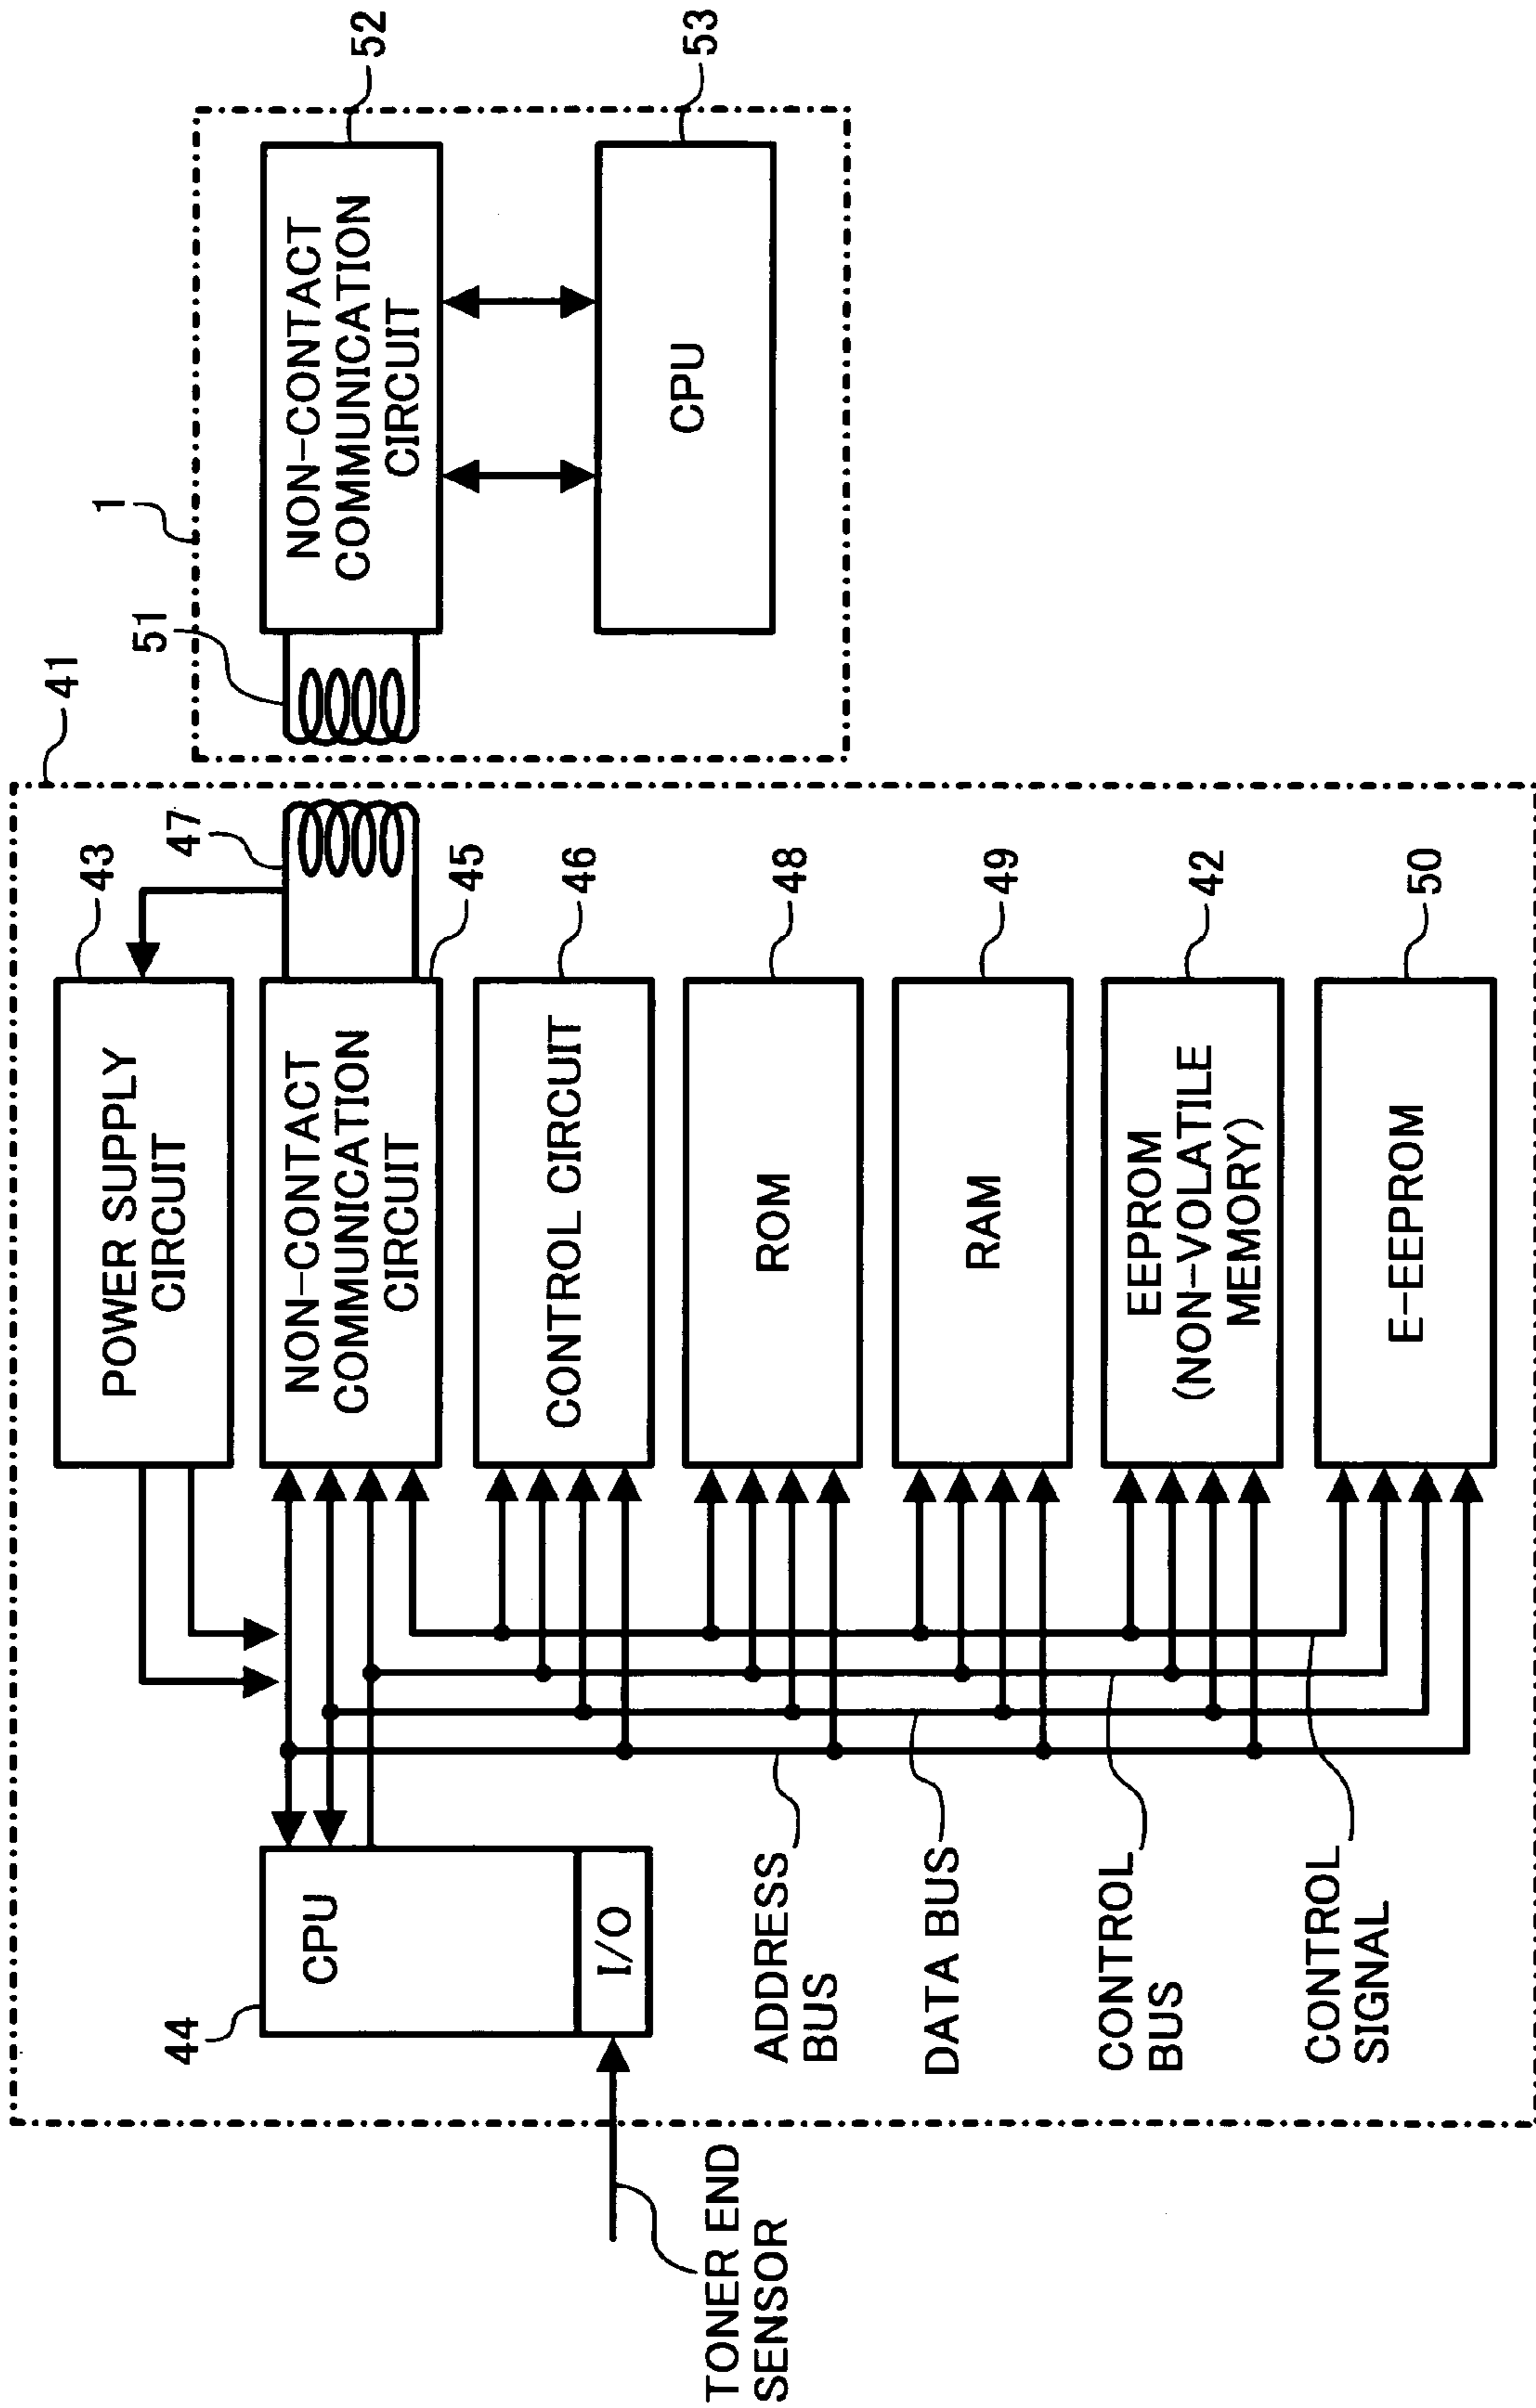 41
1
43
POWER SUPPLY
CIRCUIT
47
51
52
44
CPU
I/O
NON-CONTACT
COMMUNICATION
CIRCUIT
45
NON-CONTACT
COMMUNICATION
CIRCUIT
CONTROL CIRCUIT
46
CPU
53
TONER END
SENSOR
ADDRESS
BUS
ROM
48
DATA BUS
RAM
49
CONTROL
BUS
EEPROM
(NON-VOLATILE
MEMORY)
42
CONTROL
SIGNAL
E-EEPROM
50